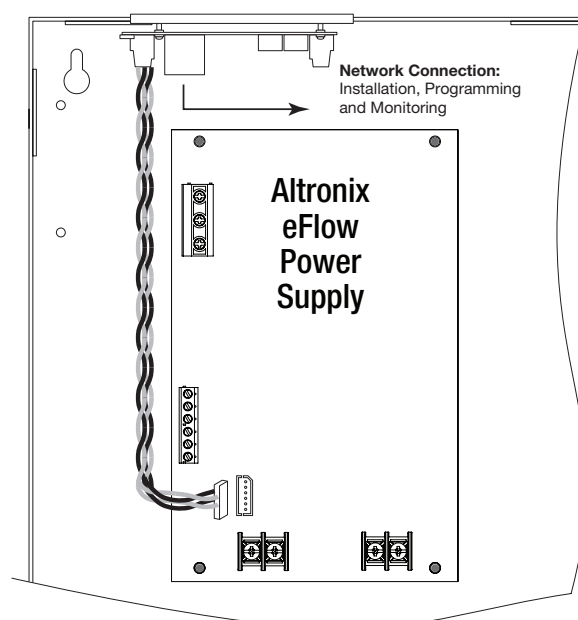 Network Connection:
Installation, Programming
and Monitoring
Altronix
eFlow
Power
Supply